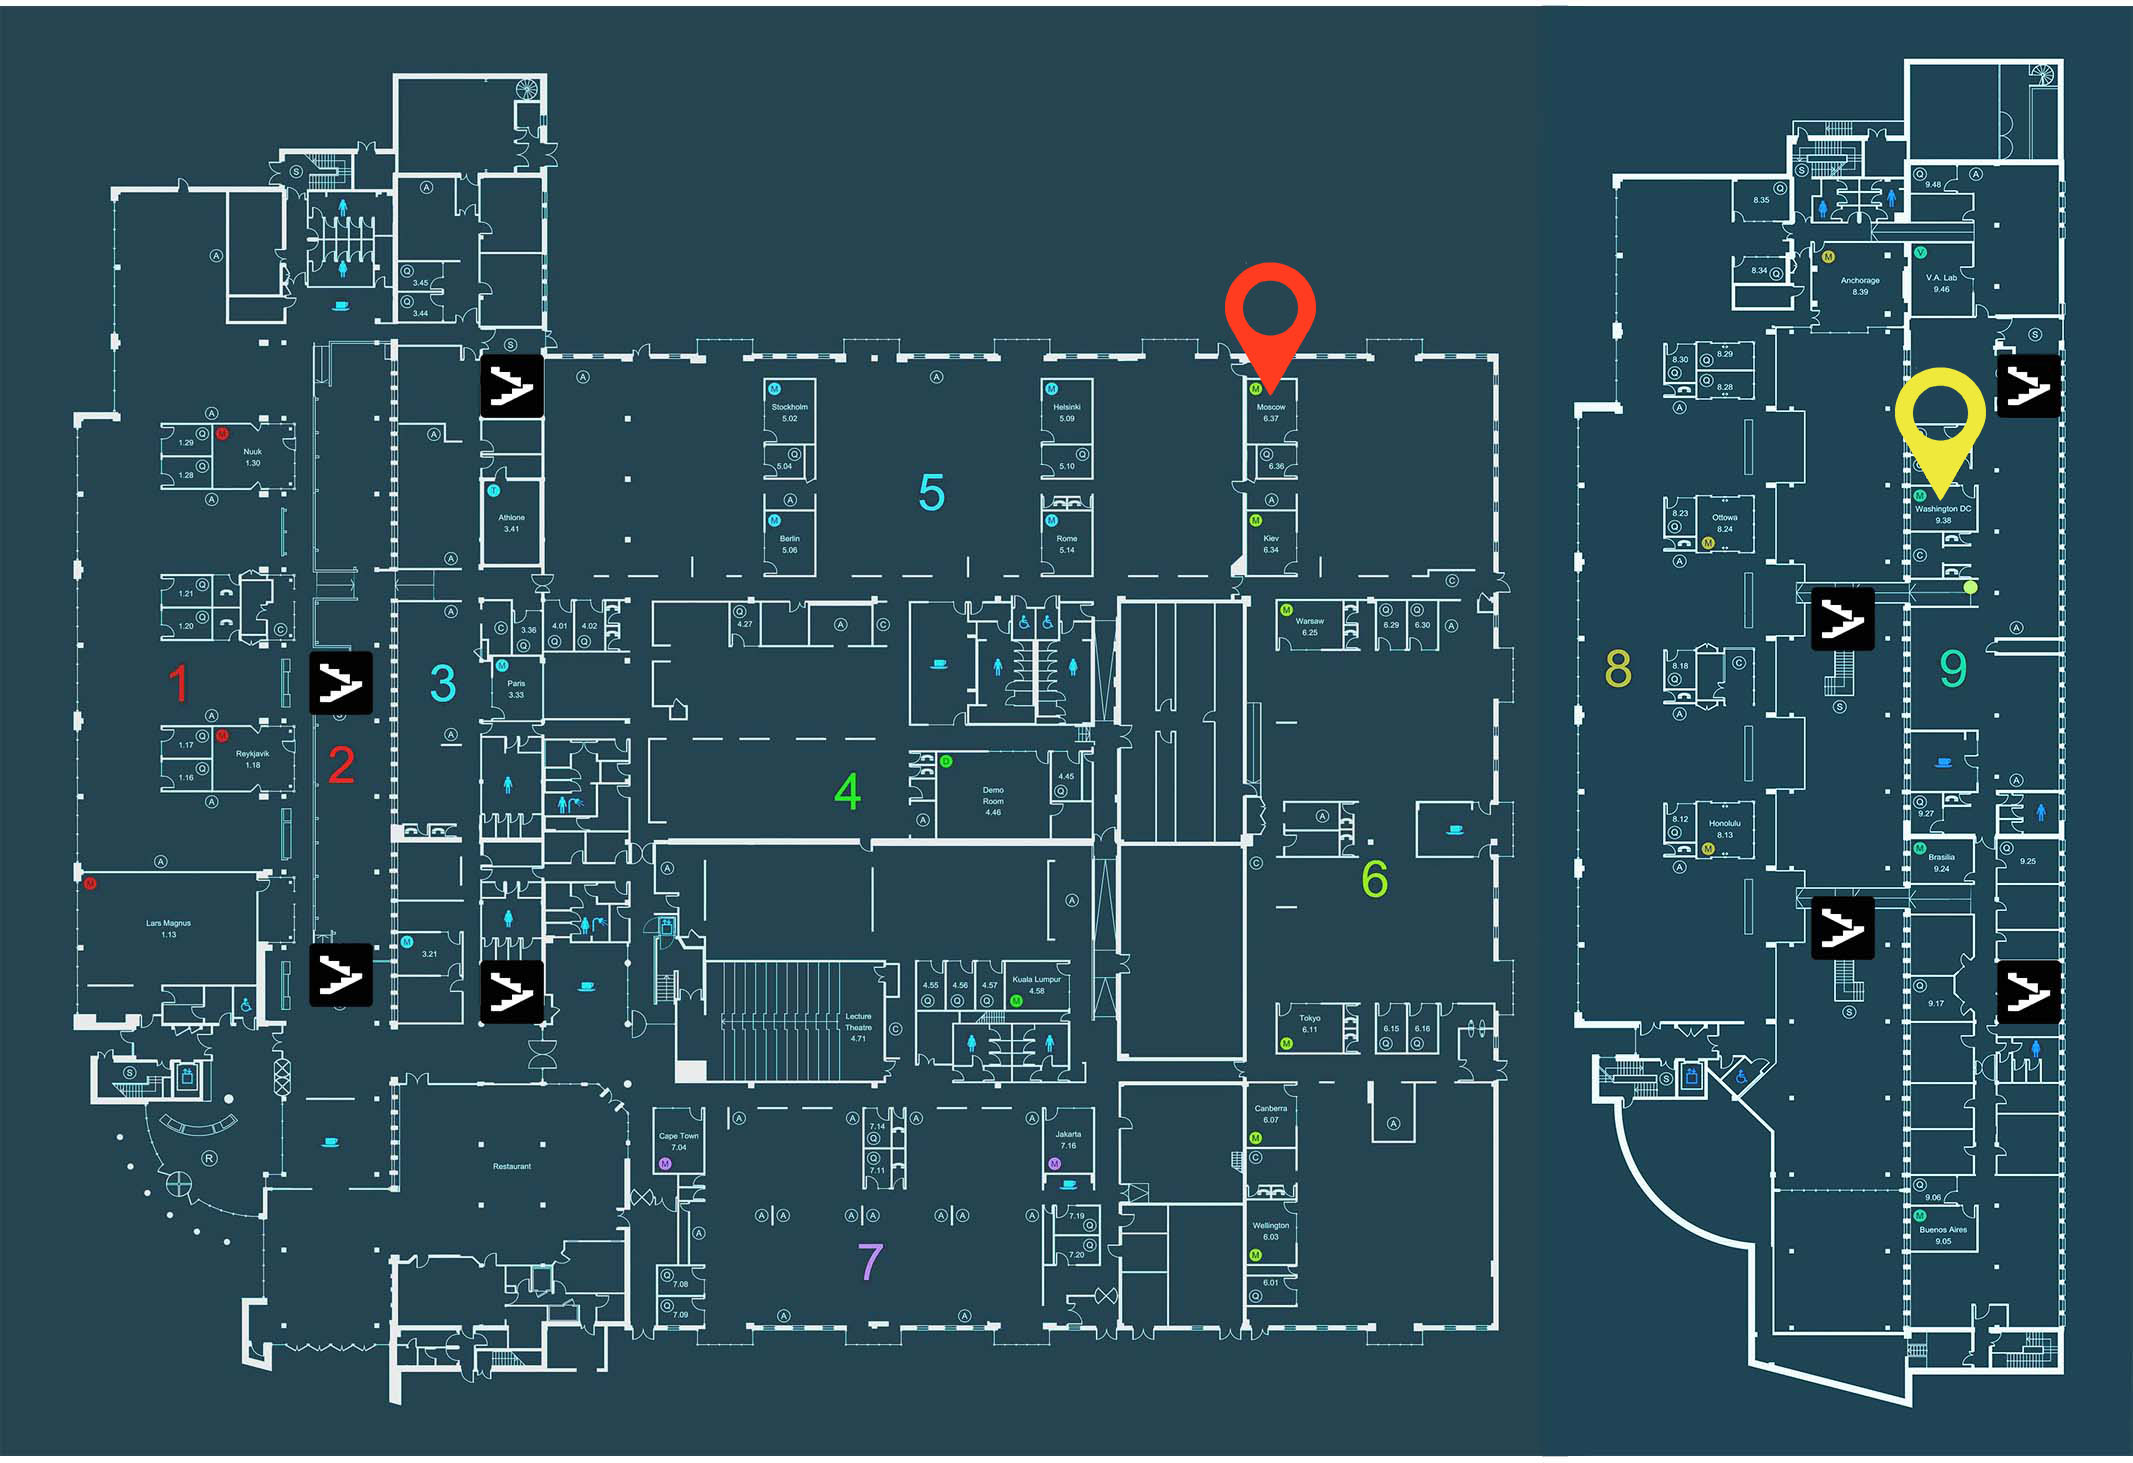 S
A
A
Q
3.45
Q
3.44
S
A
A
A
M
Stockholm
5.02
Q
5.04
A
M
Berlin
5.06
M
Helsinki
5.09
Q
5.10
M
Rome
5.14
M
Moscow
6.37
Q
6.36
A
M
Kiev
6.34
5
A
Q
1.29
Q
1.28
M
Nuuk
1.30
A
A
T
Athlone
3.41
A
Q
1.21
Q
1.20
C
1
A
Q
1.17
Q
1.16
M
Reykjavik
1.18
A
2
A
3
A
C
3.36
Q
4.01
Q
4.02
Q
M
Paris
3.33
Q
4.27
A
C
4
D
Demo
Room
4.46
4.45
Q
A
C
M
Warsaw
6.25
Q
6.29
Q
6.30
A
A
C
6
A
M
Lars Magnus
1.13
M
3.21
A
A
Lecture
Theatre
4.71
C
4.55
Q
4.56
Q
4.57
Q
Kuala Lumpur
4.58
M
Tokyo
6.11
M
6.15
Q
6.16
Q
S
R
Restaurant
Cape Town
7.04
M
A
A
7.14
Q
Q
7.11
A
A
Jakarta
7.16
M
A
A
A
A
A
A
A
A
7
Q
7.08
Q
7.09
A
A
7.19
Q
Q
7.20
Canberra
6.07
M
C
Wellington
6.03
M
6.01
Q
A
S
Q
8.35
8.34
Q
M
Anchorage
8.39
Q
9.48
A
V
V.A. Lab
9.46
S
8.30
Q
Q
8.29
Q
8.28
A
8.23
Q
Ottowa
8.24
M
A
M
Washington DC
9.38
C
A
8
8.18
Q
C
A
S
9
A
8.12
Q
Honolulu
8.13
M
A
Q
9.27
M
Brasilia
9.24
Q
9.25
Q
9.17
S
S
Q
9.06
M
Buenos Aires
9.05